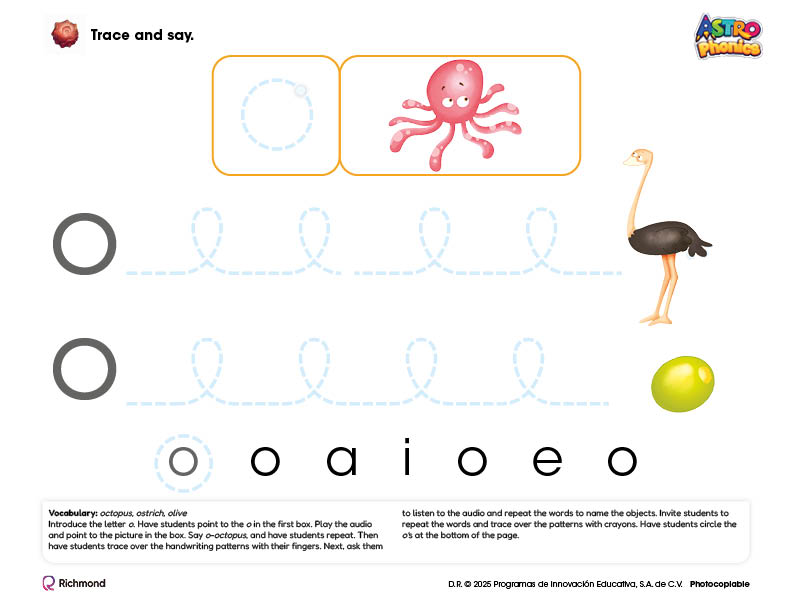 Trace and say.
ASTRO
Phonics
o
o
o o a i o e o
Vocabulary: octopus, ostrich, olive
Introduce the letter o. Have students point to the o in the first box. Play the audio
and point to the picture in the box. Say o-octopus, and have students repeat. Then
have students trace over the handwriting patterns with their fingers. Next, ask them
to listen to the audio and repeat the words to name the objects. Invite students to
repeat the words and trace over the patterns with crayons. Have students circle the
o's at the bottom of the page.
Richmond
D.R. © 2025 Programas de Innovación Educativa, S.A. de C.V. Photocopiable